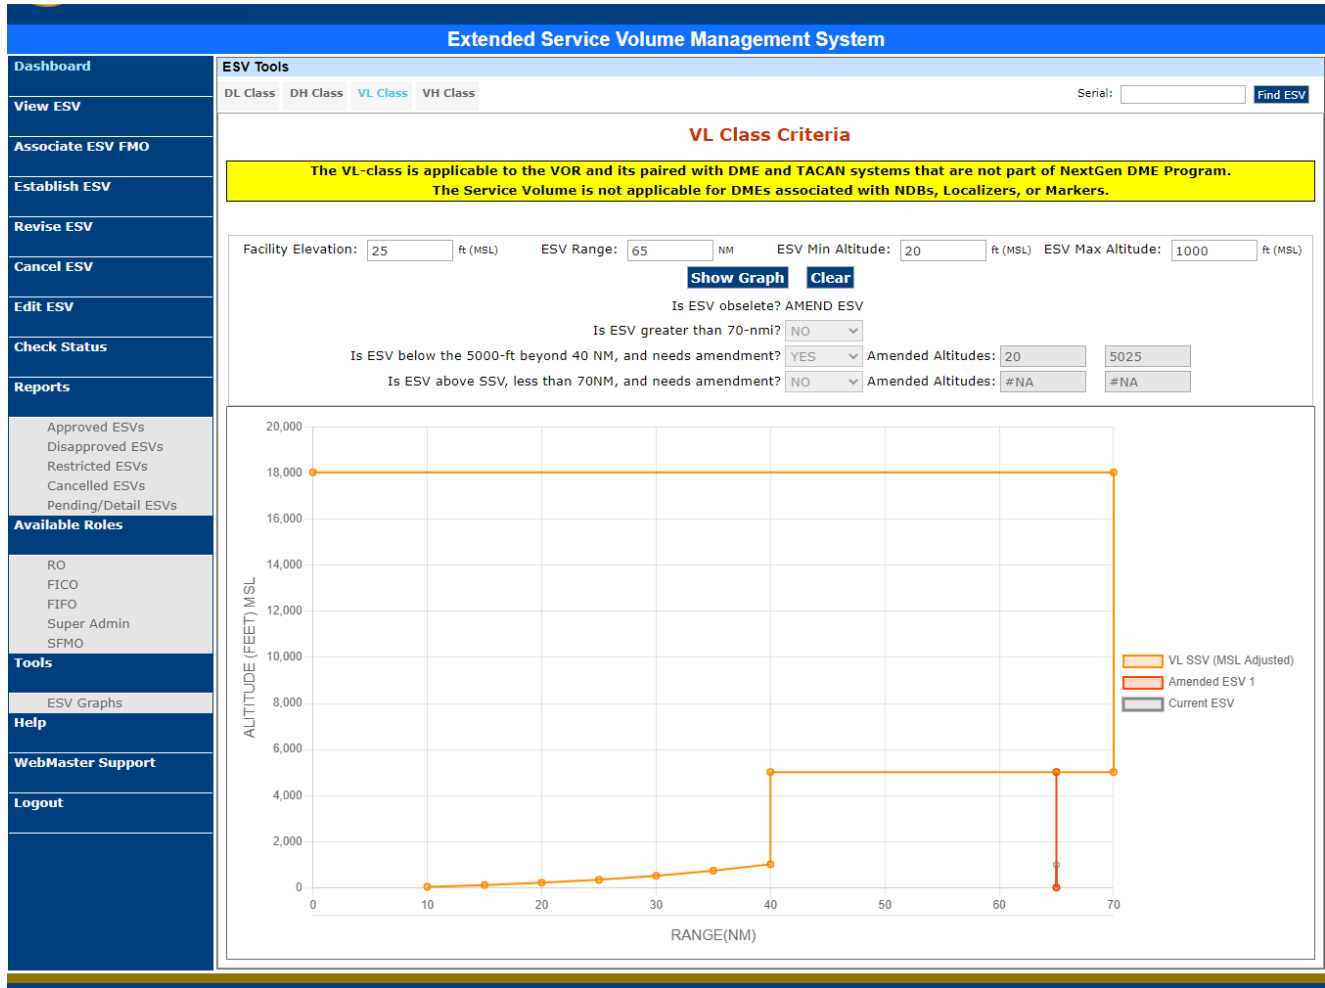 Extended Service Volume Management System
Dashboard
View ESV
Associate ESV FMO
Establish ESV
Revise ESV
Cancel ESV
Edit ESV
Check Status
Reports
Approved ESVs
Disapproved ESVs
Restricted ESVs
Cancelled ESVs
Pending/Detail ESVs
Available Roles
RO
FICO
FIFO
Super Admin
SFMO
Tools
ESV Graphs
Help
WebMaster Support
Logout
ESV Tools
DL Class DH Class VL Class VH Class Serial: Find ESV
VL Class Criteria
The VL-class is applicable to the VOR and its paired with DME and TACAN systems that are not part of NextGen DME Program.
The Service Volume is not applicable for DMEs associated with NDBs, Localizers, or Markers.
Facility Elevation: 25 ft (MSL) ESV Range: 65 NM ESV Min Altitude: 20 ft (MSL) ESV Max Altitude: 1000 ft (MSL)
Show Graph Clear
Is ESV obselete? AMEND ESV
Is ESV greater than 70-nmi? NO
Is ESV below the 5000-ft beyond 40 NM, and needs amendment? YES Amended Altitudes: 20 5025
Is ESV above SSV, less than 70NM, and needs amendment? NO Amended Altitudes: #NA #NA
ALITITUDE (FEET) MSL
20,000
18,000
16,000
14,000
12,000
10,000
8,000
6,000
4,000
2,000
0
0 10 20 30 40 50 60 70
RANGE(NM)
VL SSV (MSL Adjusted)
Amended ESV 1
Current ESV